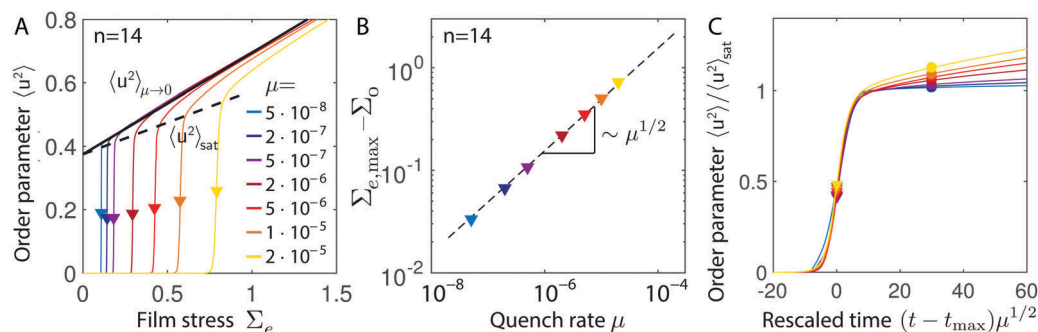 A
n=14
Order parameter ⟨u²⟩
0.8
0.6
0.4
0.2
0
⟨u²⟩μ→0
⟨u²⟩sat
μ=
5 · 10⁻⁸
2 · 10⁻⁷
5 · 10⁻⁷
2 · 10⁻⁶
5 · 10⁻⁶
1 · 10⁻⁵
2 · 10⁻⁵
0 0.5 1 1.5
Film stress Σe
B
n=14
Σe,max−Σo
10⁰
10⁻¹
10⁻²
∼ μ¹/²
10⁻⁸ 10⁻⁶ 10⁻⁴
Quench rate μ
C
Order parameter ⟨u²⟩/⟨u²⟩sat
1
0.5
0
-20 0 20 40 60
Rescaled time (t − tmax)μ¹/²